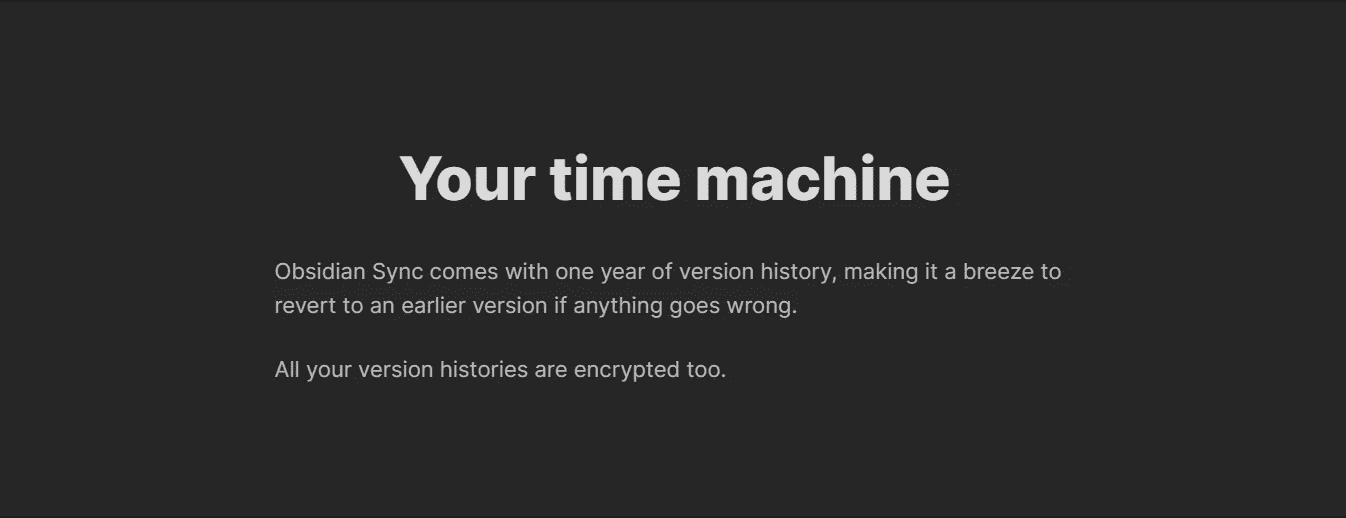 Your time machine
Obsidian Sync comes with one year of version history, making it a breeze to
revert to an earlier version if anything goes wrong.
All your version histories are encrypted too.